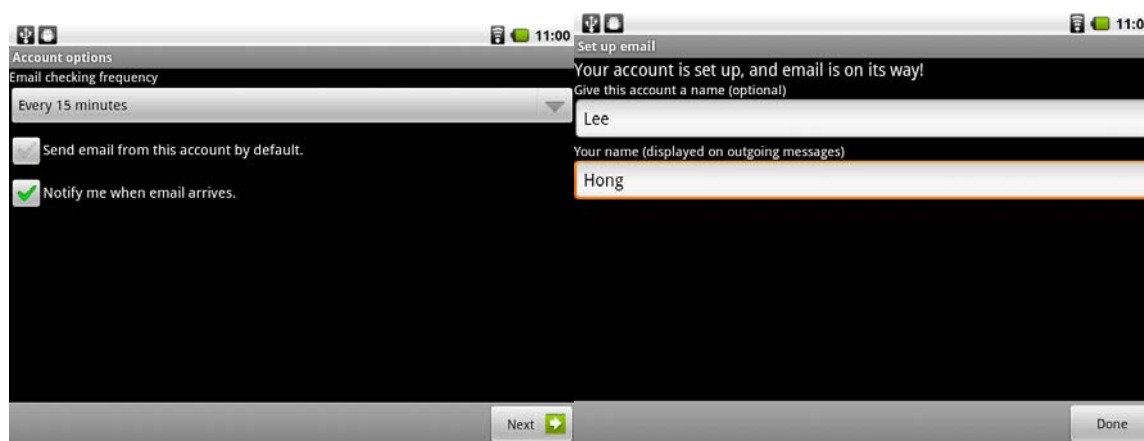 11:00
Account options
Email checking frequency
Every 15 minutes
Send email from this account by default.
Notify me when email arrives.
Next
11:0
Set up email
Your account is set up, and email is on its way!
Give this account a name (optional)
Lee
Your name (displayed on outgoing messages)
Hong
Done